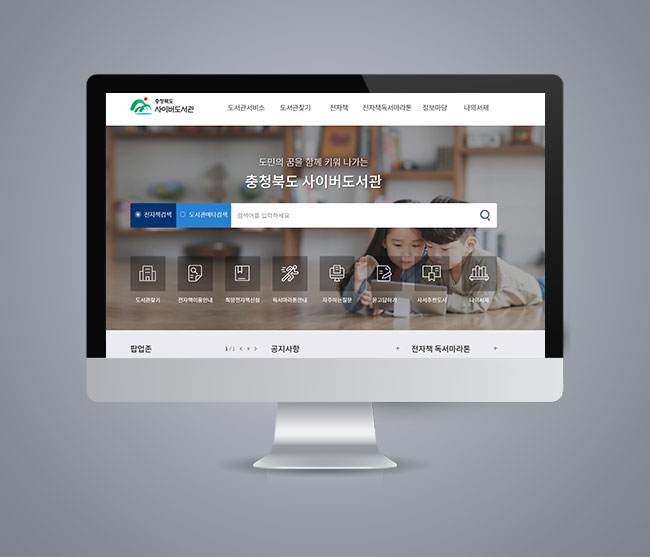 충청북도
사이버도서관
도서관서비스 도서관찾기 전자책 전자책독서마라톤 정보마당 나의서재
도민의 꿈을 함께 키워 나가는
충청북도 사이버도서관
전자책검색 도서관메타검색 검색어를 입력하세요
도서관찾기 전자책이용안내 희망전자책신청 독서마라톤안내 자주하는질문 묻고답하기 사서추천도서 나의서재
팝업존 1 / 1 공지사항 + 전자책 독서마라톤 +